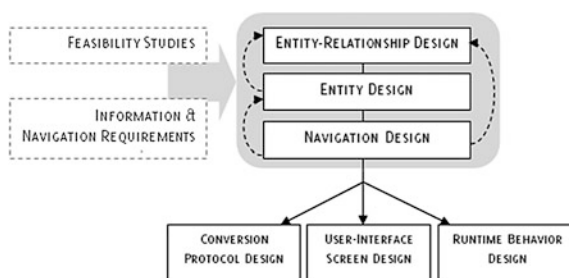 FEASIBILITY STUDIES
ENTITY-RELATIONSHIP DESIGN
ENTITY DESIGN
INFORMATION &
NAVIGATION REQUIREMENTS
NAVIGATION DESIGN
CONVERSION
PROTOCOL DESIGN
USER-INTERFACE
SCREEN DESIGN
RUNTIME BEHAVIOR
DESIGN